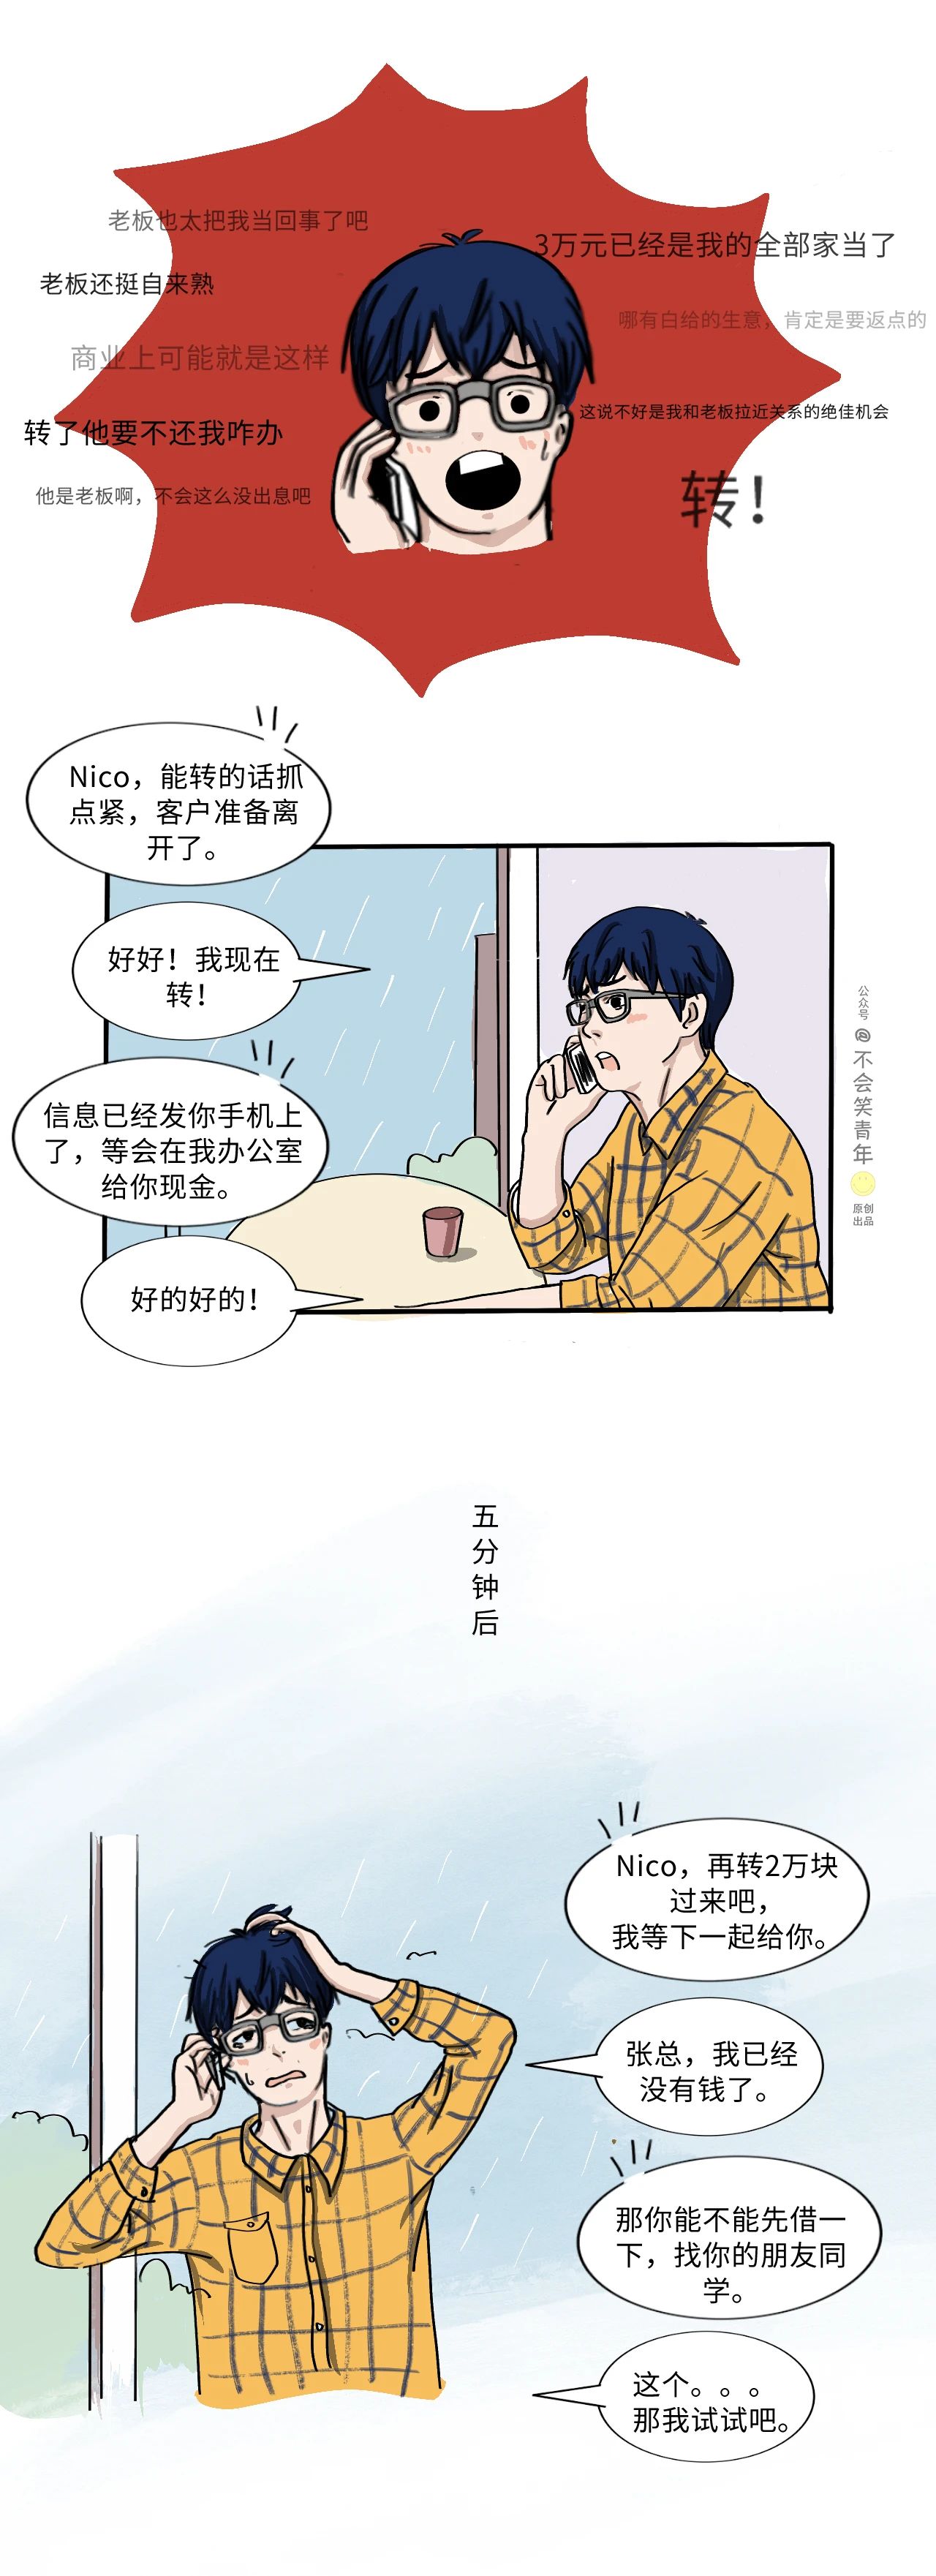 老板也太把我当回事了吧
3万元已经是我的全部家当了
老板还挺自来熟
哪有白给的生意，肯定是要返点的
商业上可能就是这样
这说不好是我和老板拉近关系的绝佳机会
转了他要不还我咋办
他是老板啊，不会这么没出息吧
转！
Nico，能转的话抓
点紧，客户准备离
开了。
好好！我现在
转！
信息已经发你手机上
了，等会在我办公室
给你现金。
好的好的！
公众号
@不会笑青年
原创
出品
五分钟后
Nico，再转2万块
过来吧，
我等下一起给你。
张总，我已经
没有钱了。
那你能不能先借一
下，找你的朋友同
学。
这个。。。
那我试试吧。